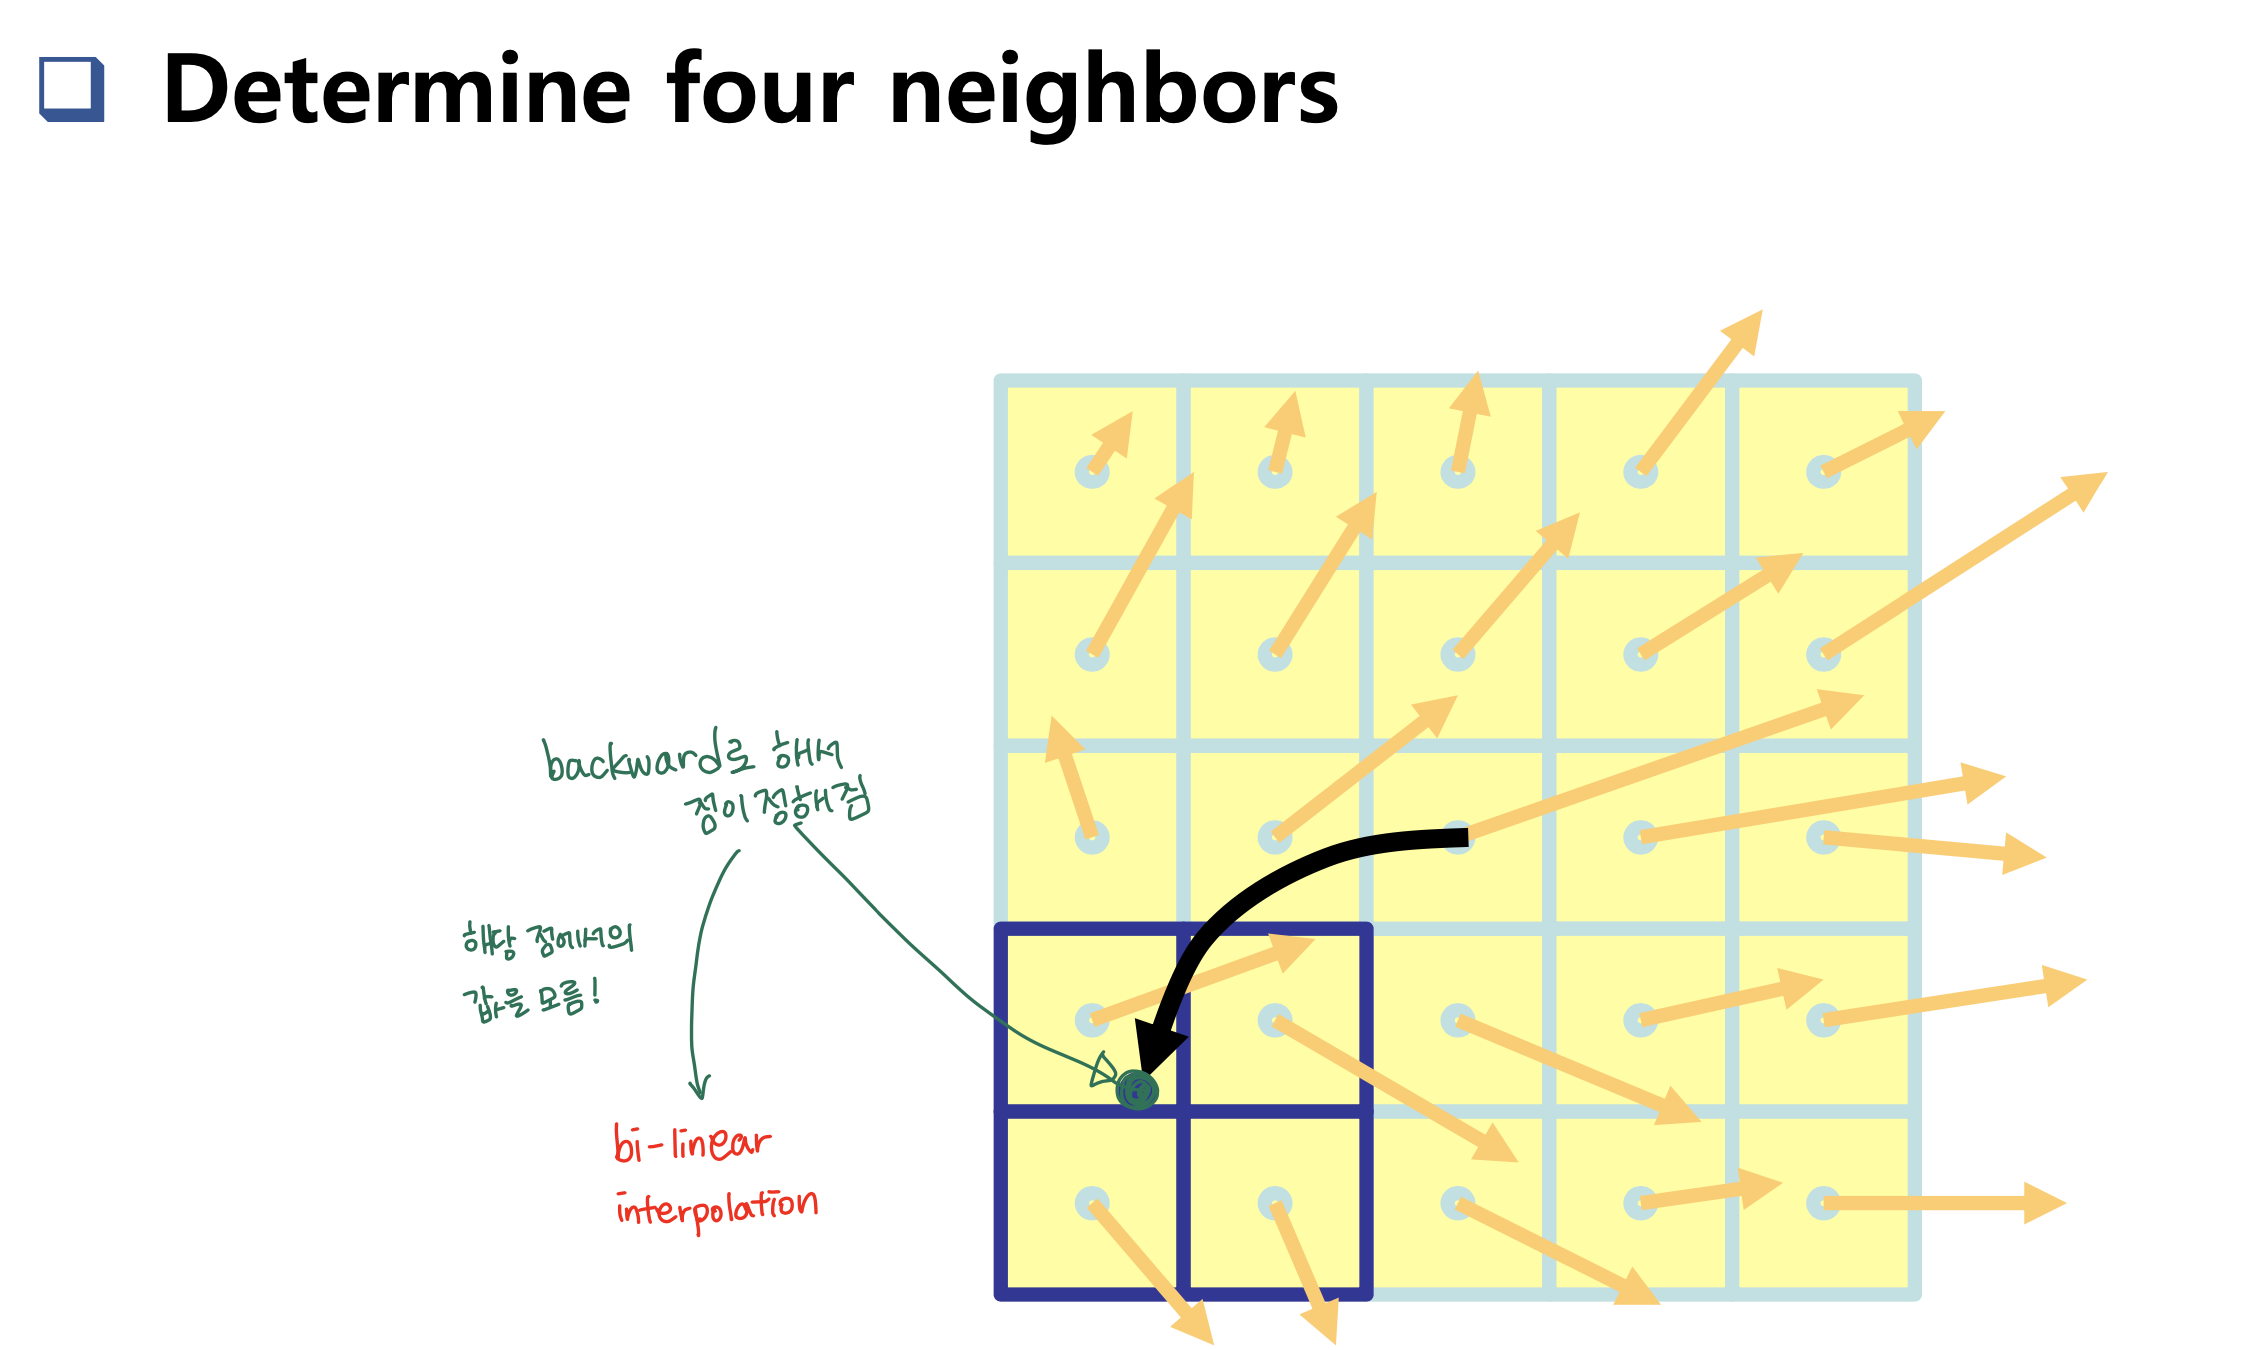 Determine four neighbors
backward로 해서
점이 정해짐
해당 점에서의
값을 모름!
bi-linear
interpolation